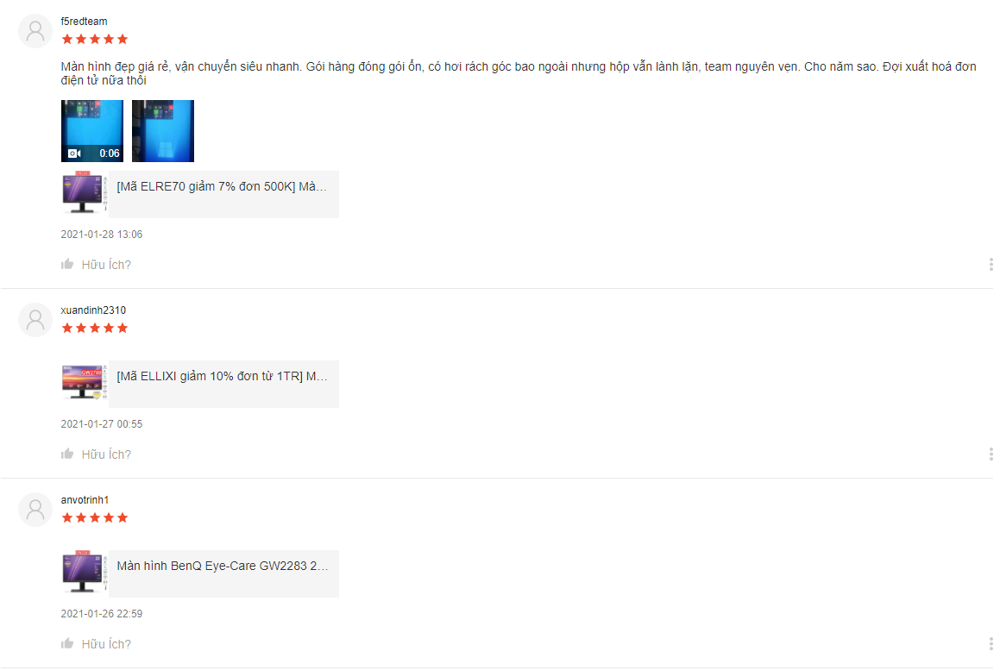 f5redteam
Màn hình đẹp giá rẻ, vận chuyển siêu nhanh. Gói hàng đóng gói ổn, có hơi rách góc bao ngoài nhưng hộp vẫn lành lặn, team nguyên vẹn. Cho năm sao. Đợi xuất hoá đơn
điện tử nữa thôi
0:06
[Mã ELRE70 giảm 7% đơn 500K] Mà...
2021-01-28 13:06
Hữu Ích?
xuandinh2310
[Mã ELLIXI giảm 10% đơn từ 1TR] M...
2021-01-27 00:55
Hữu Ích?
anvotrinh1
Màn hình BenQ Eye-Care GW2283 2...
2021-01-26 22:59
Hữu Ích?